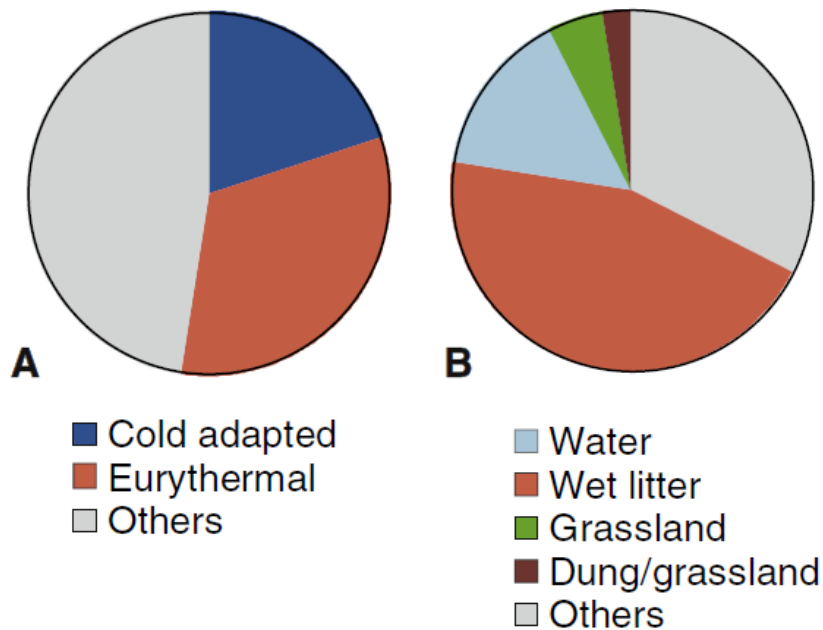 A
Cold adapted
Eurythermal
Others
B
Water
Wet litter
Grassland
Dung/grassland
Others